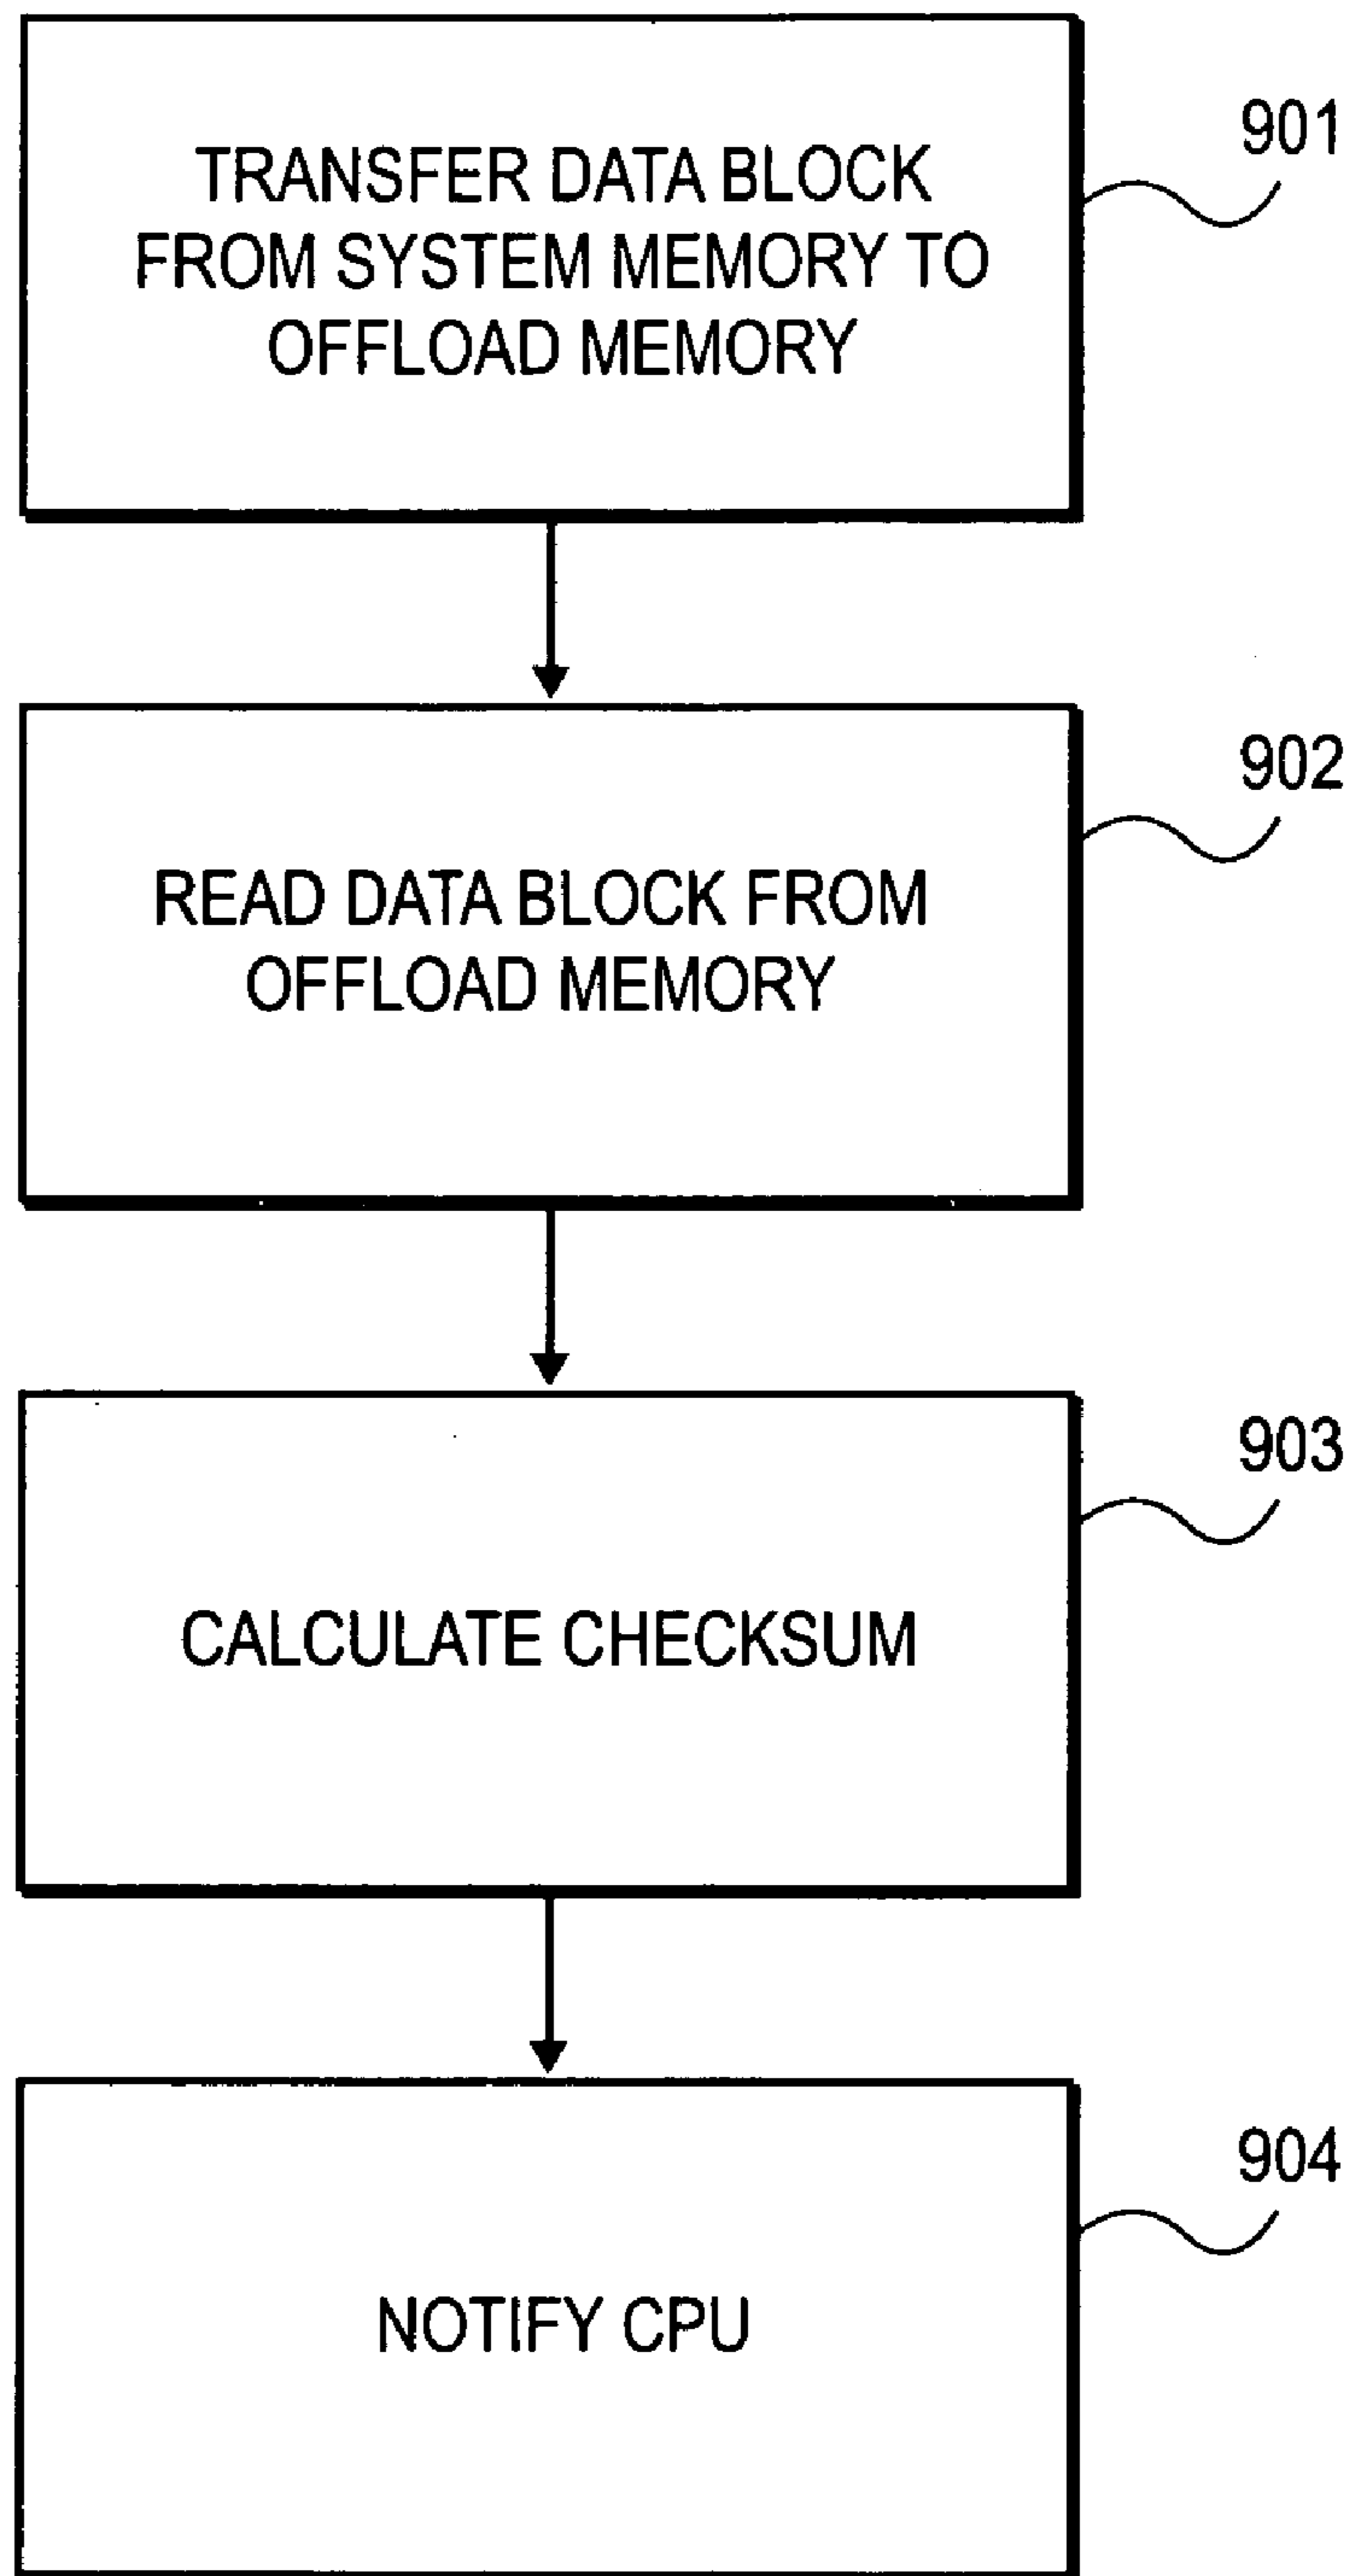 901
TRANSFER DATA BLOCK
FROM SYSTEM MEMORY TO
OFFLOAD MEMORY
902
READ DATA BLOCK FROM
OFFLOAD MEMORY
903
CALCULATE CHECKSUM
904
NOTIFY CPU